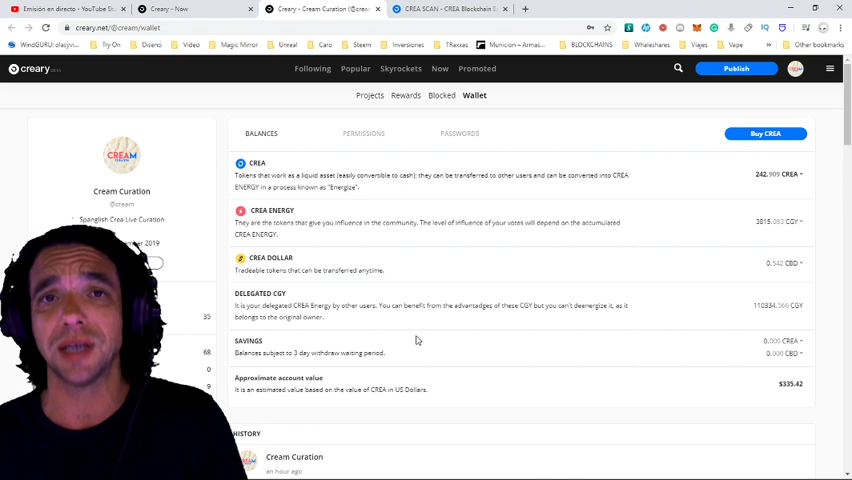 Emisión en directo - YouTube St
Creary - Now
Creary - Cream Curation (@crea
CREA SCAN - CREA Blockchain E
creary.net/@cream/wallet
WindGURU: olasyvi
Try On
Diseno
Video
Magic Mirror
Unreal
Caro
Steem
Inversiones
TRaxxas
Municion – Armas
BLOCKCHAINS
Whaleshares
Viajes
Vape
Other bookmarks
creary
Following
Popular
Skyrockets
Now
Promoted
Publish
Projects
Rewards
Blocked
Wallet
CREAM
Cream Curation
@cream
Spanglish Crea Live Curation
2019
35
68
0
9
BALANCES
PERMISSIONS
PASSWORDS
Buy CREA
CREA
Tokens that work as a liquid asset (easily convertible to cash); they can be transferred to other users and can be converted into CREA
ENERGY in a process known as "Energize".
242.909 CREA
CREA ENERGY
They are the tokens that give you influence in the community. The level of influence of your votes will depend on the accumulated
CREA ENERGY.
3815.053 CGY
CREA DOLLAR
Tradeable tokens that can be transferred anytime.
0.542 CBD
DELEGATED CGY
It is your delegated CREA Energy by other users. You can benefit from the advantadges of these CGY but you can't deenergize it, as it
belongs to the original owner.
110334.566 CGY
SAVINGS
Balances subject to 3 day withdraw waiting period.
0.000 CREA
0.000 CBD
Approximate account value
It is an estimated value based on the value of CREA in US Dollars.
$335.42
HISTORY
Cream Curation
an hour ago